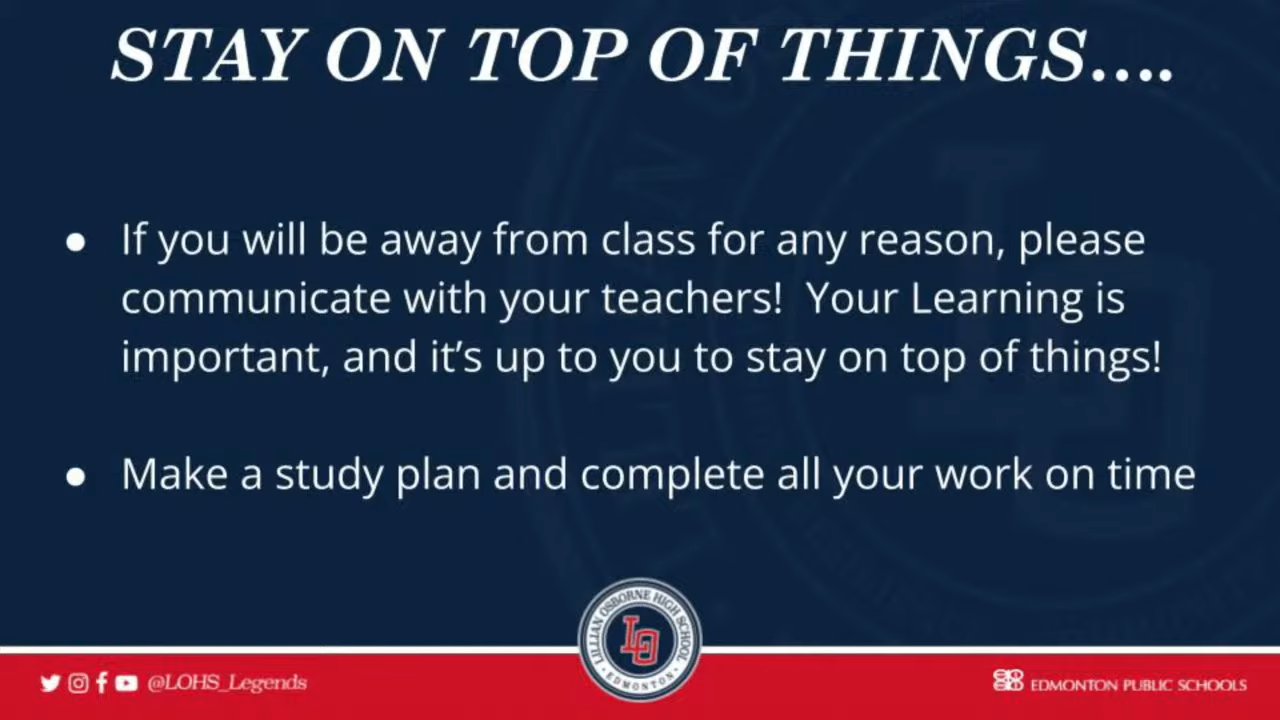 STAY ON TOP OF THINGS....
● If you will be away from class for any reason, please
communicate with your teachers!  Your Learning is
important, and it’s up to you to stay on top of things!
● Make a study plan and complete all your work on time
LILLIAN OSBORNE HIGH SCHOOL
LO
• EDMONTON •
@LOHS_Legends
EDMONTON PUBLIC SCHOOLS